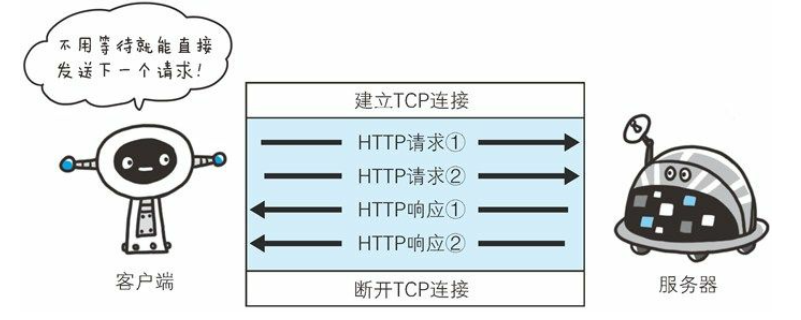 不用等待就能直接
发送下一个请求!
建立TCP连接
HTTP请求①
HTTP请求②
HTTP响应①
HTTP响应②
断开TCP连接
客户端
服务器